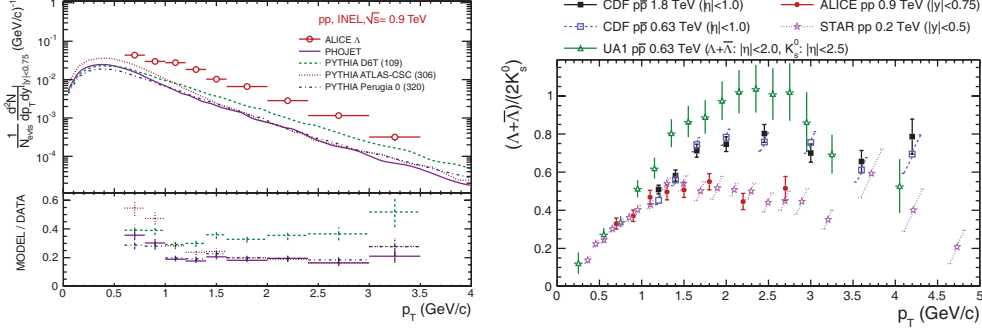 pp, INEL, √s= 0.9 TeV
ALICE Λ
PHOJET
PYTHIA D6T (109)
PYTHIA ATLAS-CSC (306)
PYTHIA Perugia 0 (320)
1/N_evts d²N/dp_T dy |y|<0.75 (GeV/c)⁻¹
1
10⁻¹
10⁻²
10⁻³
10⁻⁴
MODEL / DATA
0.6
0.4
0.2
0
0 0.5 1 1.5 2 2.5 3 3.5 4
p_T (GeV/c)
CDF pp̅ 1.8 TeV (|η|<1.0)
CDF pp̅ 0.63 TeV (|η|<1.0)
UA1 pp̅ 0.63 TeV (Λ+Λ̅: |η|<2.0, K⁰s: |η|<2.5)
ALICE pp 0.9 TeV (|y|<0.75)
STAR pp 0.2 TeV (|y|<0.5)
(Λ+Λ̅)/(2K⁰s)
1
0.8
0.6
0.4
0.2
0
0 0.5 1 1.5 2 2.5 3 3.5 4 4.5 5
p_T (GeV/c)